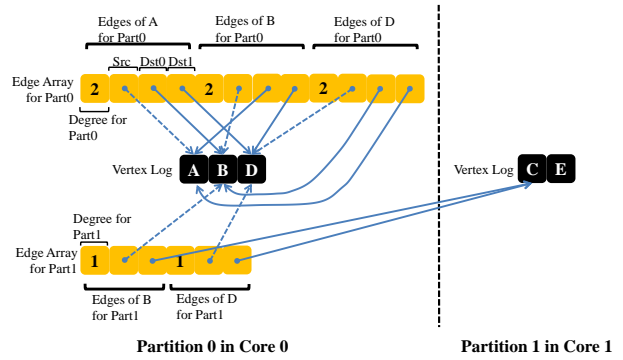 Edges of A
for Part0
Edges of B
for Part0
Edges of D
for Part0
Src Dst0 Dst1
Edge Array
for Part0
2 2 2
Degree for
Part0
Vertex Log A B D
Vertex Log C E
Degree for
Part1
Edge Array
for Part1
1 1
Edges of B
for Part1
Edges of D
for Part1
Partition 0 in Core 0
Partition 1 in Core 1